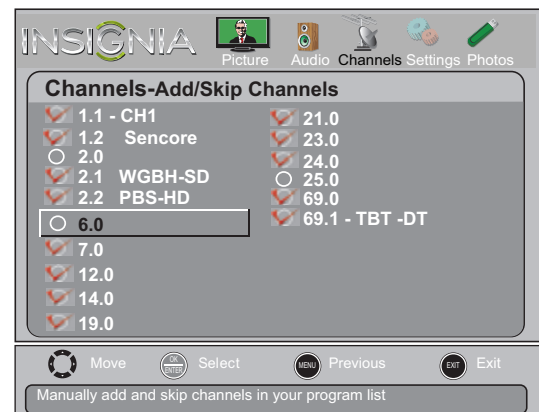 INSIGNIA
Picture Audio Channels Settings Photos
Channels-Add/Skip Channels
1.1 - CH1
1.2 Sencore
2.0
2.1 WGBH-SD
2.2 PBS-HD
6.0
7.0
12.0
14.0
19.0
21.0
23.0
24.0
25.0
69.0
69.1 - TBT -DT
Move OK ENTER Select MENU Previous EXIT Exit
Manually add and skip channels in your program list